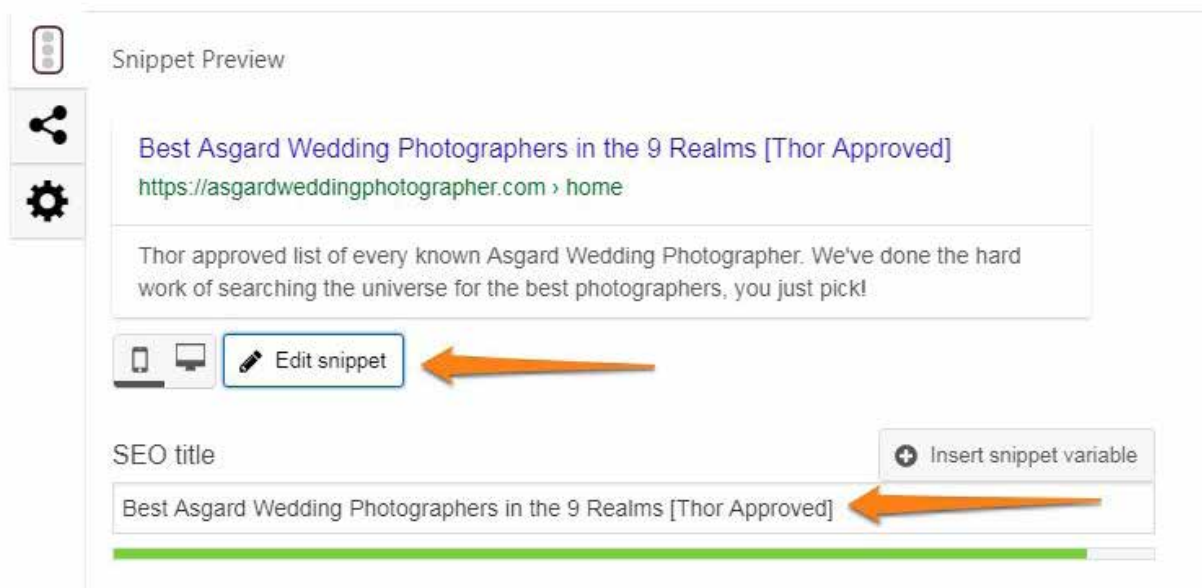 Snippet Preview
Best Asgard Wedding Photographers in the 9 Realms [Thor Approved]
https://asgardweddingphotographer.com › home
Thor approved list of every known Asgard Wedding Photographer. We've done the hard
work of searching the universe for the best photographers, you just pick!
Edit snippet
SEO title
Insert snippet variable
Best Asgard Wedding Photographers in the 9 Realms [Thor Approved]